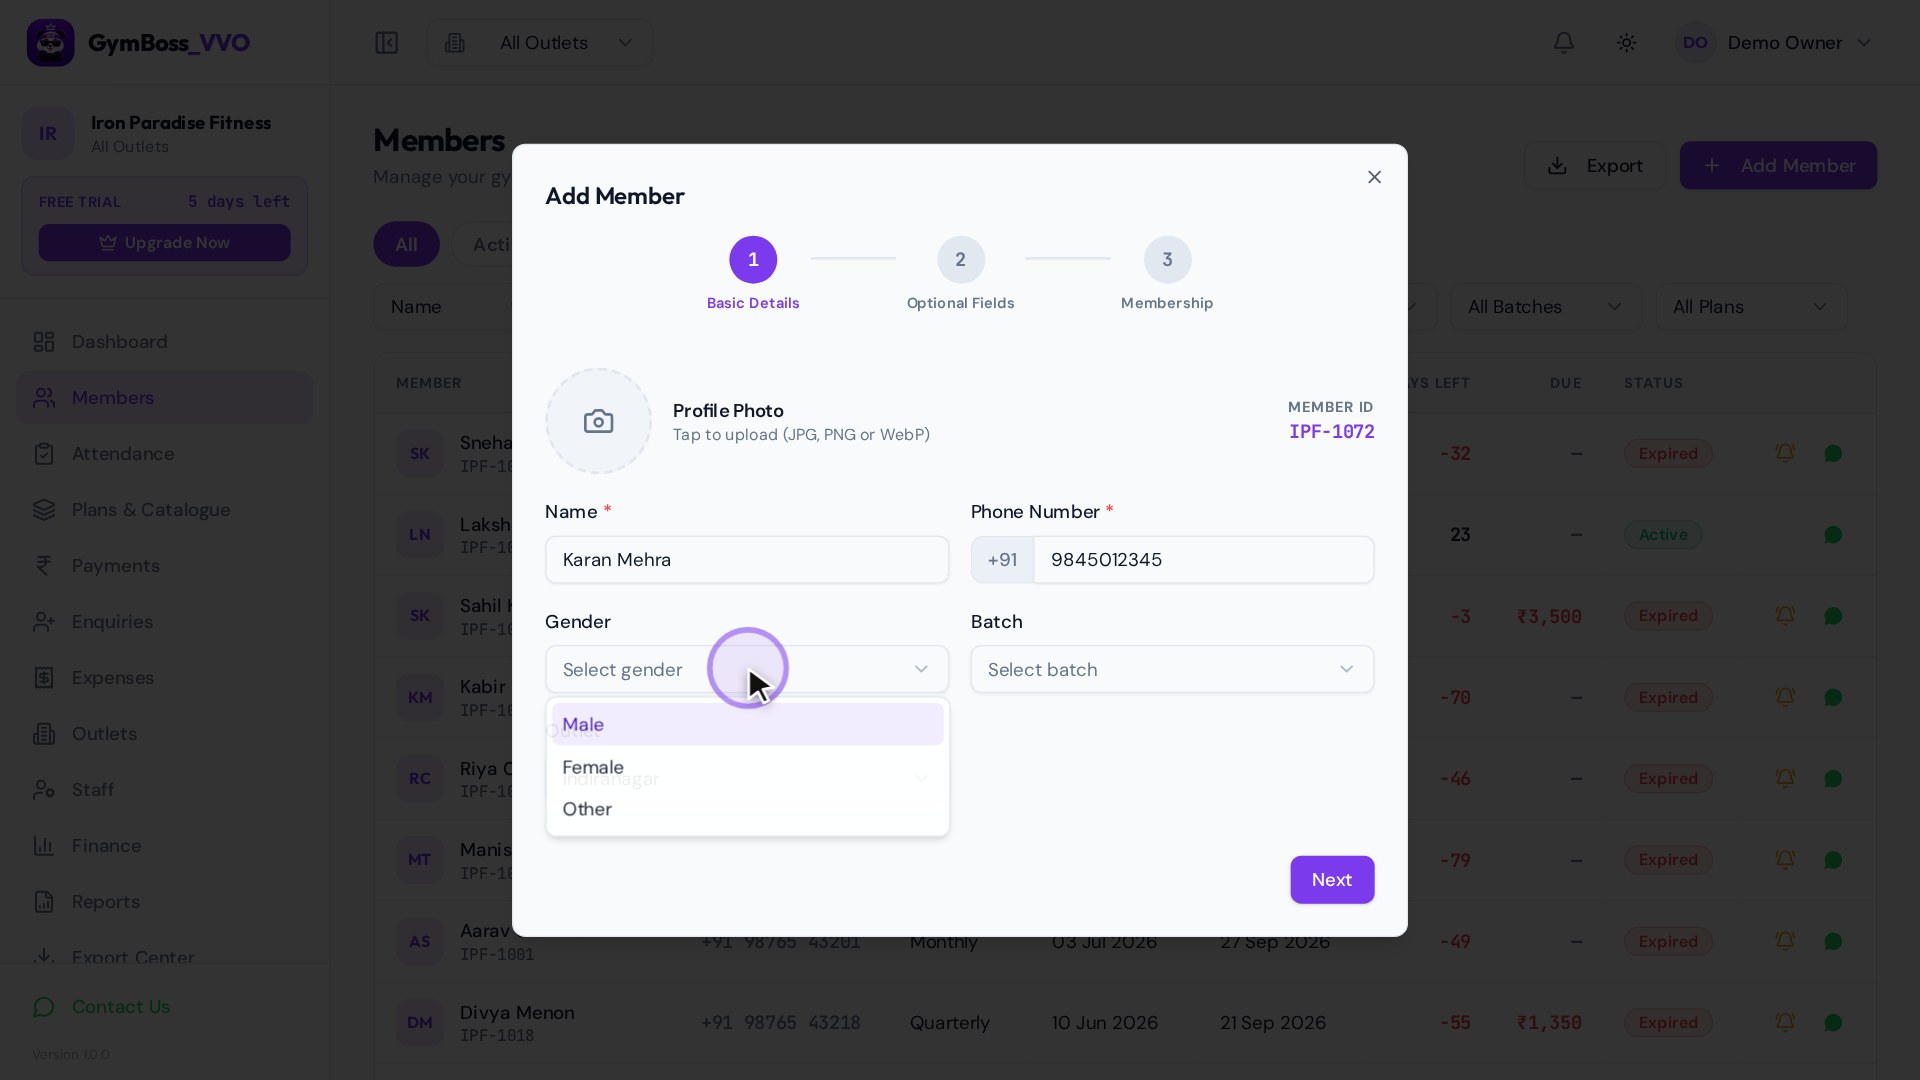 GymBoss_VVO
All Outlets
DO
Demo Owner
IR
Iron Paradise Fitness
All Outlets
FREE TRIAL
5 days left
Upgrade Now
Dashboard
Members
Attendance
Plans & Catalogue
Payments
Enquiries
Expenses
Outlets
Staff
Finance
Reports
Export Center
Contact Us
Version 1.0.0
Members
Manage your gy
Export
Add Member
All
Acti
Name
All Batches
All Plans
MEMBER
DUE
STATUS
SK
Sneha
-32
—
Expired
LN
Laksh
23
—
Active
SK
Sahil
-3
₹3,500
Expired
KM
Kabir
-70
—
Expired
RC
Riya
-46
—
Expired
MT
Manis
-79
—
Expired
AS
Aarav
IPF-1001
+91 98765 43201
Monthly
03 Jul 2026
27 Sep 2026
-49
—
Expired
DM
Divya Menon
IPF-1018
+91 98765 43218
Quarterly
10 Jun 2026
21 Sep 2026
-55
₹1,350
Expired
Add Member
1
2
3
Basic Details
Optional Fields
Membership
Profile Photo
Tap to upload (JPG, PNG or WebP)
MEMBER ID
IPF-1072
Name *
Karan Mehra
Phone Number *
+91
9845012345
Gender
Select gender
Batch
Select batch
Outlet
Indiranagar
Male
Female
Other
Next